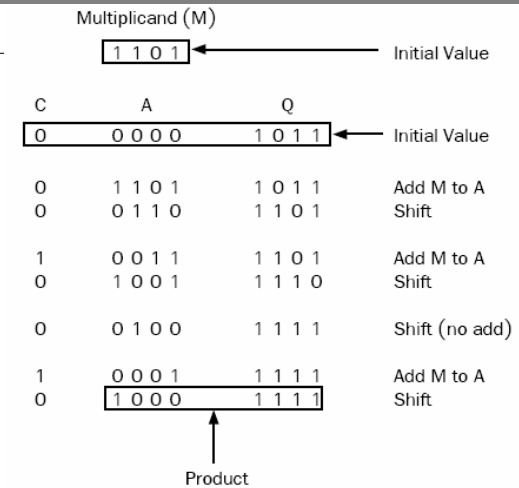 Multiplicand (M)
1 1 0 1 Initial Value
C A Q
0 0 0 0 0 1 0 1 1 Initial Value
0 1 1 0 1 1 0 1 1 Add M to A
0 0 1 1 0 1 1 0 1 Shift
1 0 0 1 1 1 1 0 1 Add M to A
0 1 0 0 1 1 1 1 0 Shift
0 0 1 0 0 1 1 1 1 Shift (no add)
1 0 0 0 1 1 1 1 1 Add M to A
0 1 0 0 0 1 1 1 1 Shift
Product